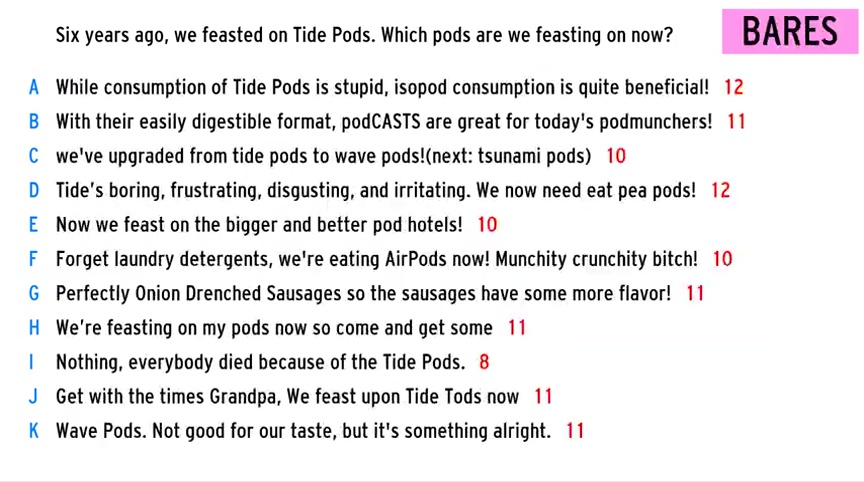 Six years ago, we feasted on Tide Pods. Which pods are we feasting on now?
BARES
A While consumption of Tide Pods is stupid, isopod consumption is quite beneficial! 12
B With their easily digestible format, podCASTS are great for today's podmunchers! 11
C we've upgraded from tide pods to wave pods!(next: tsunami pods) 10
D Tide's boring, frustrating, disgusting, and irritating. We now need eat pea pods! 12
E Now we feast on the bigger and better pod hotels! 10
F Forget laundry detergents, we're eating AirPods now! Munchity crunchity bitch! 10
G Perfectly Onion Drenched Sausages so the sausages have some more flavor! 11
H We're feasting on my pods now so come and get some 11
I Nothing, everybody died because of the Tide Pods. 8
J Get with the times Grandpa, We feast upon Tide Tods now 11
K Wave Pods. Not good for our taste, but it's something alright. 11